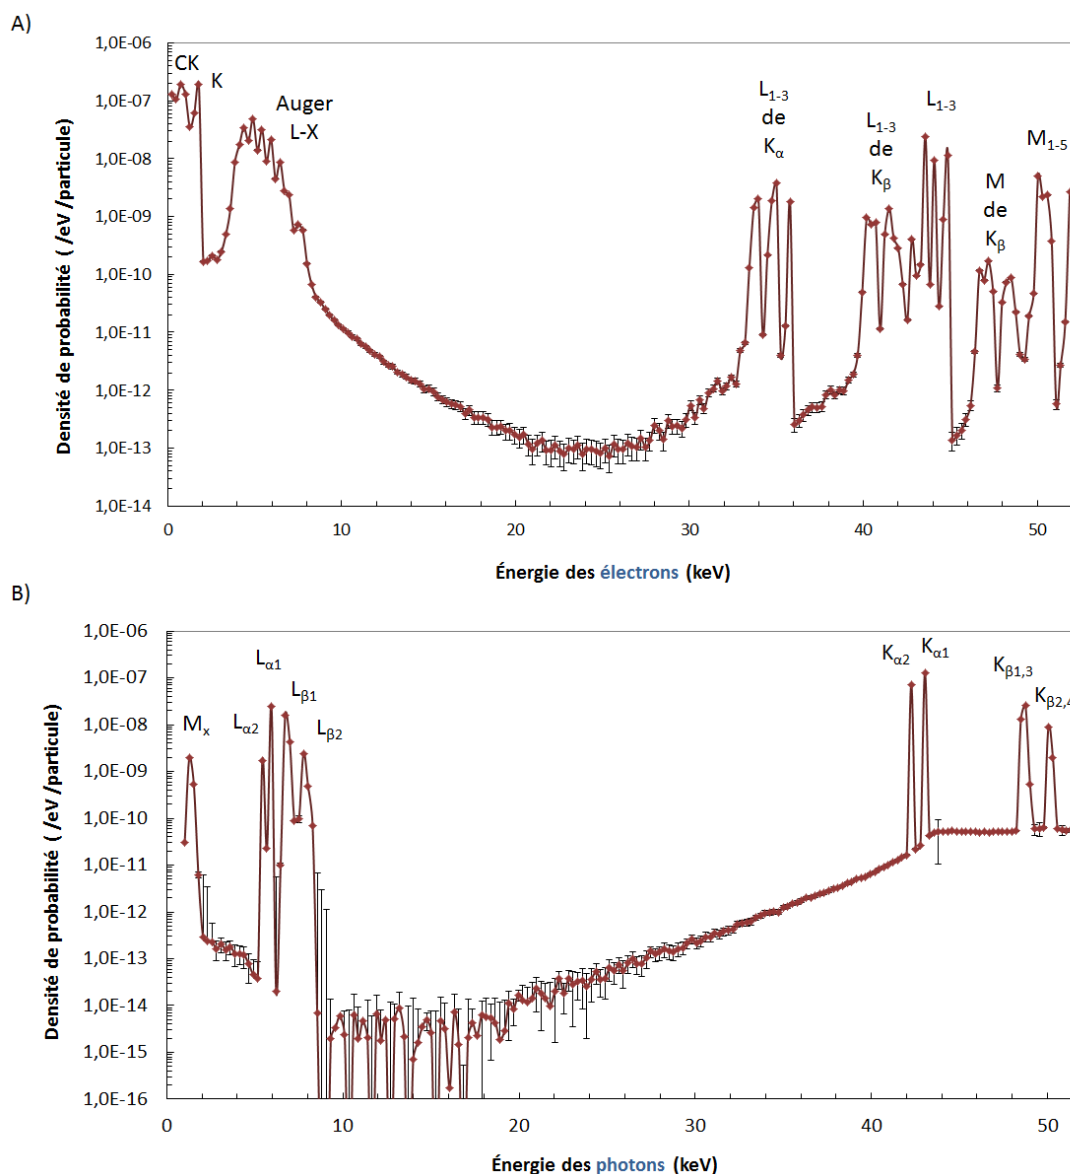 A)
Densité de probabilité ( /eV /particule)
1,0E-06
1,0E-07
1,0E-08
1,0E-09
1,0E-10
1,0E-11
1,0E-12
1,0E-13
1,0E-14
CK
K
Auger
L-X
L1-3
de
Kα
L1-3
de
Kβ
L1-3
M
de
Kβ
M1-5
0 10 20 30 40 50
Énergie des électrons (keV)
B)
Densité de probabilité ( /eV /particule)
1,0E-06
1,0E-07
1,0E-08
1,0E-09
1,0E-10
1,0E-11
1,0E-12
1,0E-13
1,0E-14
1,0E-15
1,0E-16
Mx
Lα2
Lα1
Lβ1
Lβ2
Kα2
Kα1
Kβ1,3
Kβ2,4
0 10 20 30 40 50
Énergie des photons (keV)